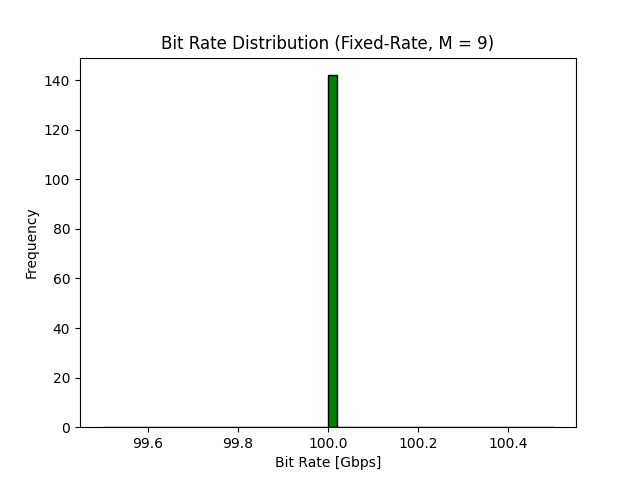 Bit Rate Distribution (Fixed-Rate, M = 9)
140
120
100
80
60
40
20
0
Frequency
99.6 99.8 100.0 100.2 100.4
Bit Rate [Gbps]